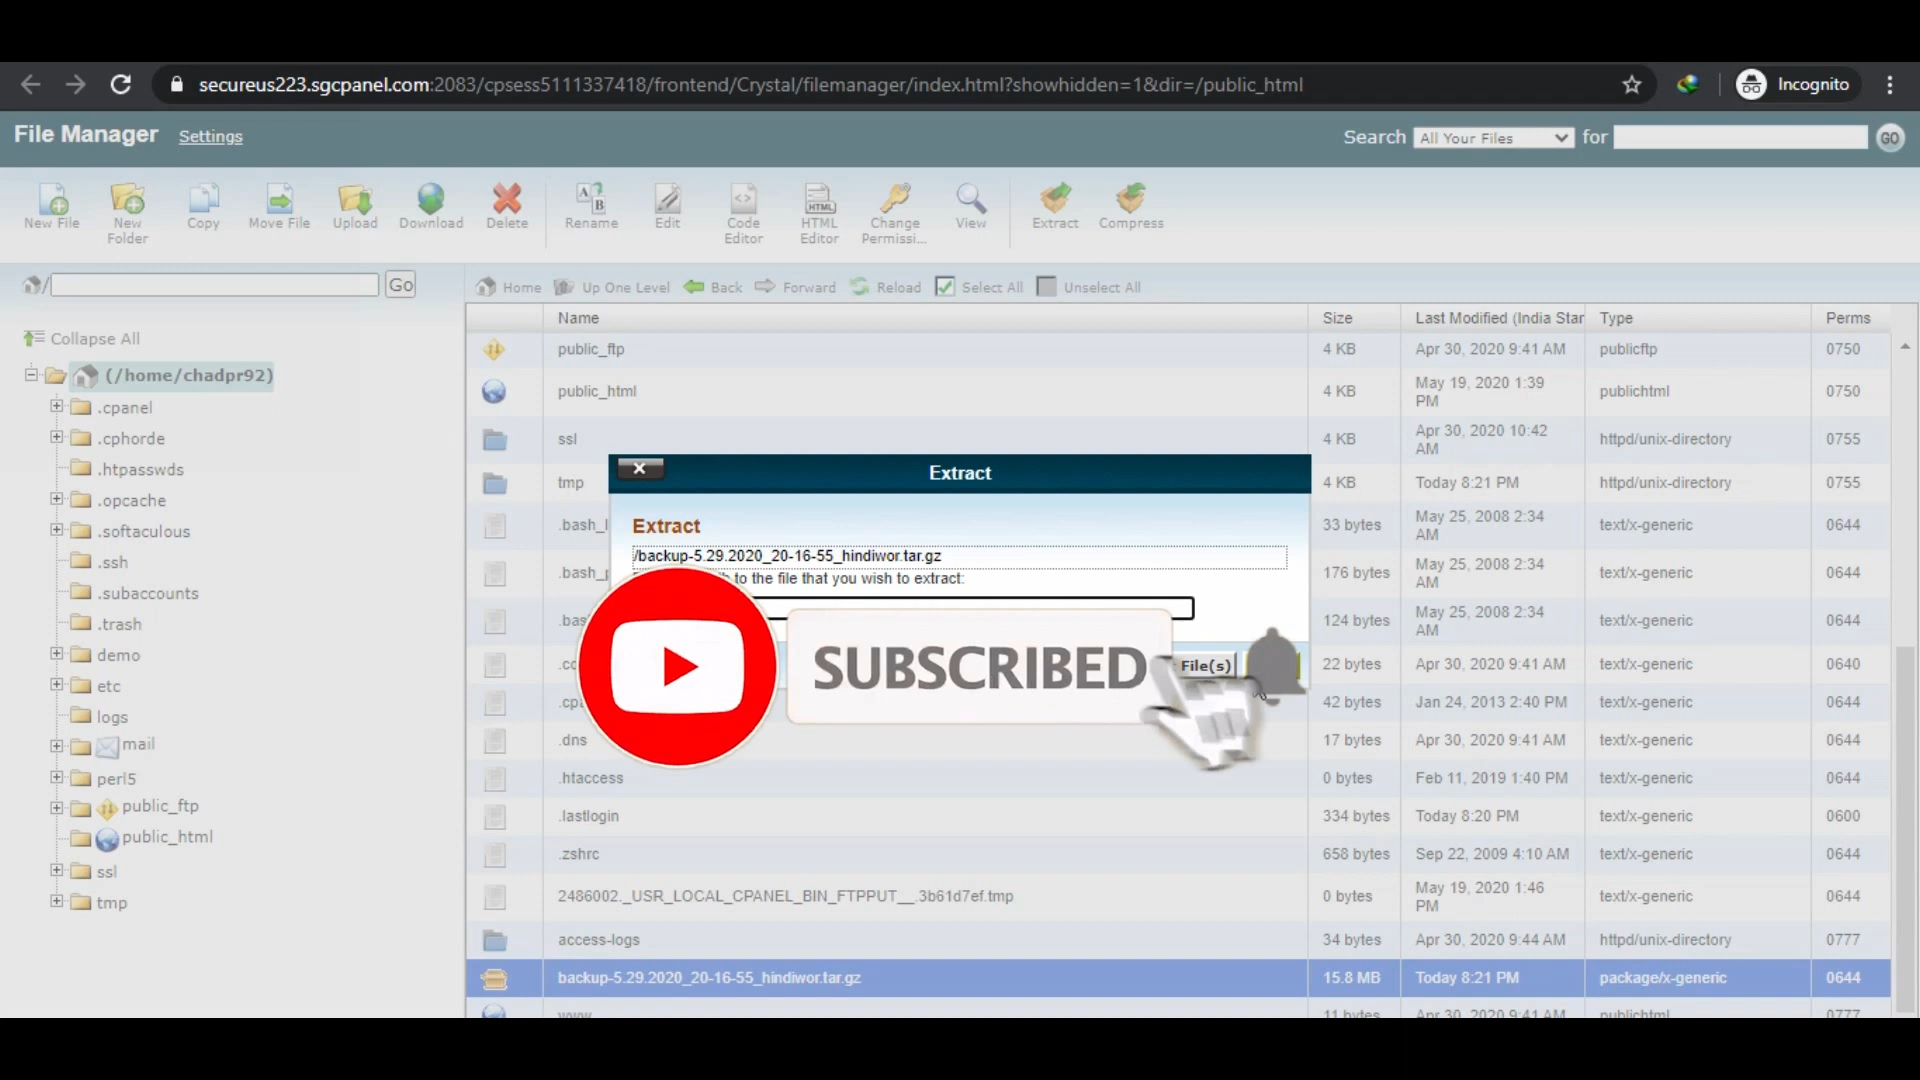 secureus223.sgcpanel.com:2083/cpsess5111337418/frontend/Crystal/filemanager/index.html?showhidden=1&dir=/public_html
Incognito
File Manager
Settings
Search
All Your Files
for
GO
New File
New Folder
Copy
Move File
Upload
Download
Delete
Rename
Edit
Code Editor
HTML Editor
Change Permissi...
View
Extract
Compress
/
Go
Home
Up One Level
Back
Forward
Reload
Select All
Unselect All
Collapse All
(/home/chadpr92)
.cpanel
.cphorde
.htpasswds
.opcache
.softaculous
.ssh
.subaccounts
.trash
demo
etc
logs
mail
perl5
public_ftp
public_html
ssl
tmp
Name Size Last Modified (India Star Type Perms
public_ftp 4 KB Apr 30, 2020 9:41 AM publicftp 0750
public_html 4 KB May 19, 2020 1:39 PM publichtml 0750
ssl 4 KB Apr 30, 2020 10:42 AM httpd/unix-directory 0755
tmp 4 KB Today 8:21 PM httpd/unix-directory 0755
33 bytes May 25, 2008 2:34 AM text/x-generic 0644
176 bytes May 25, 2008 2:34 AM text/x-generic 0644
124 bytes May 25, 2008 2:34 AM text/x-generic 0644
22 bytes Apr 30, 2020 9:41 AM text/x-generic 0640
42 bytes Jan 24, 2013 2:40 PM text/x-generic 0644
.dns 17 bytes Apr 30, 2020 9:41 AM text/x-generic 0644
.htaccess 0 bytes Feb 11, 2019 1:40 PM text/x-generic 0644
.lastlogin 334 bytes Today 8:20 PM text/x-generic 0600
.zshrc 658 bytes Sep 22, 2009 4:10 AM text/x-generic 0644
2486002._USR_LOCAL_CPANEL_BIN_FTPPUT__.3b61d7ef.tmp 0 bytes May 19, 2020 1:46 PM text/x-generic 0644
access-logs 34 bytes Apr 30, 2020 9:44 AM httpd/unix-directory 0777
backup-5.29.2020_20-16-55_hindiwor.tar.gz 15.8 MB Today 8:21 PM package/x-generic 0644
www 11 bytes Apr 30, 2020 9:41 AM publichtml 0777
Extract
Extract
/backup-5.29.2020_20-16-55_hindiwor.tar.gz
to the file that you wish to extract:
File(s)
SUBSCRIBED